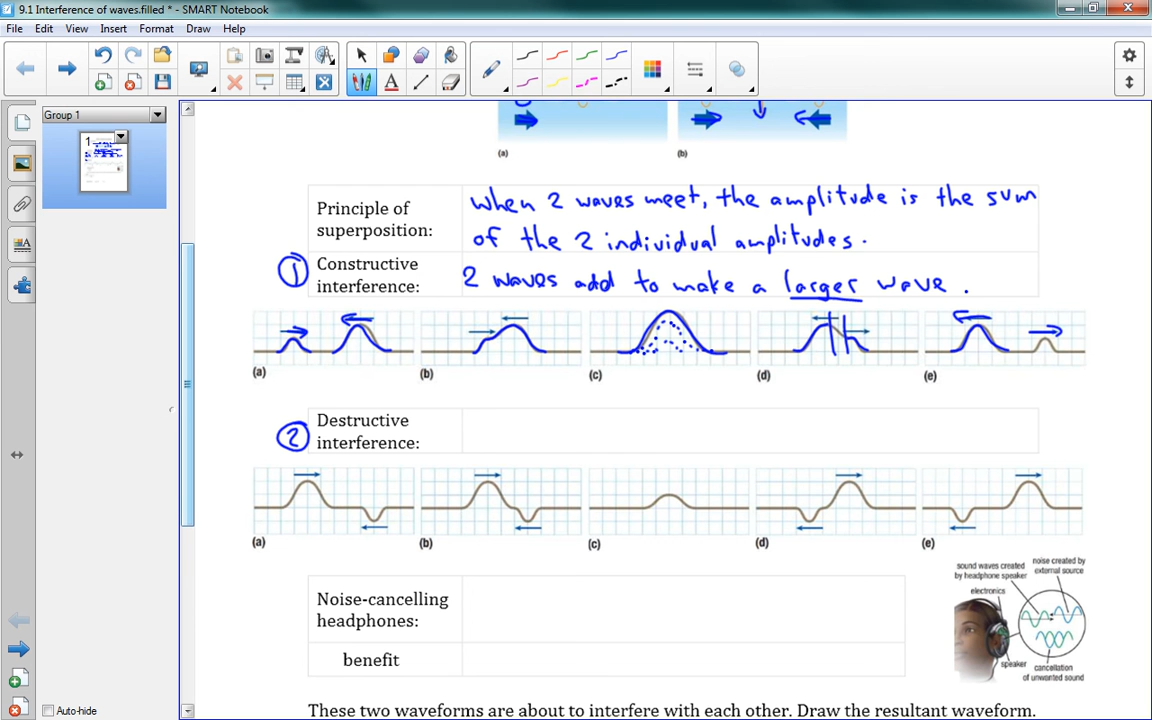 9.1 Interference of waves.filled * - SMART Notebook
File Edit View Insert Format Draw Help
Group 1
1
(a) (b)
Principle of
superposition:
When 2 waves meet, the amplitude is the sum
of the 2 individual amplitudes.
1 Constructive
interference:
2 waves add to make a larger wave.
(a) (b) (c) (d) (e)
2 Destructive
interference:
(a) (b) (c) (d) (e)
Noise-cancelling
headphones:
benefit
sound waves created
by headphone speaker
noise created by
external source
electronics
speaker
cancellation
of unwanted sound
These two waveforms are about to interfere with each other. Draw the resultant waveform.
Auto-hide